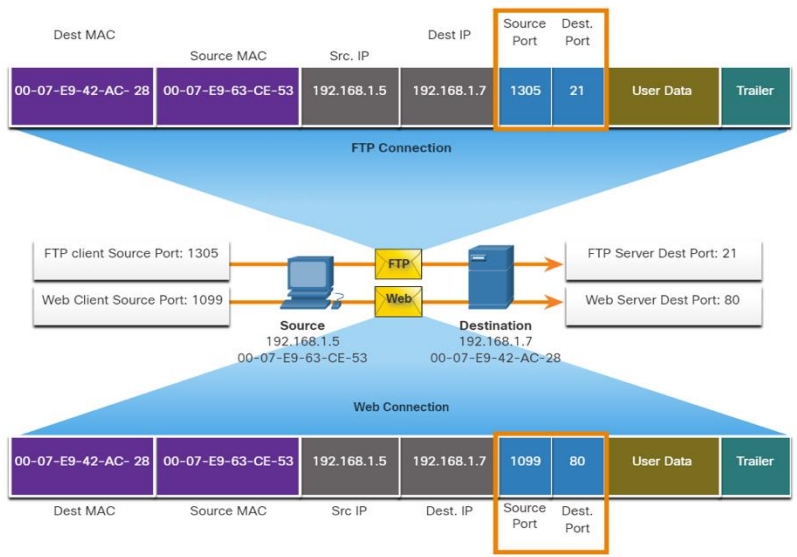 Dest MAC
Source MAC
Src. IP
Dest IP
Source
Port
Dest.
Port
00-07-E9-42-AC- 28
00-07-E9-63-CE-53
192.168.1.5
192.168.1.7
1305
21
User Data
Trailer
FTP Connection
FTP client Source Port: 1305
FTP
FTP Server Dest Port: 21
Web Client Source Port: 1099
Web
Web Server Dest Port: 80
Source
192.168.1.5
00-07-E9-63-CE-53
Destination
192.168.1.7
00-07-E9-42-AC-28
Web Connection
00-07-E9-42-AC- 28
00-07-E9-63-CE-53
192.168.1.5
192.168.1.7
1099
80
User Data
Trailer
Dest MAC
Source MAC
Src IP
Dest. IP
Source
Port
Dest.
Port